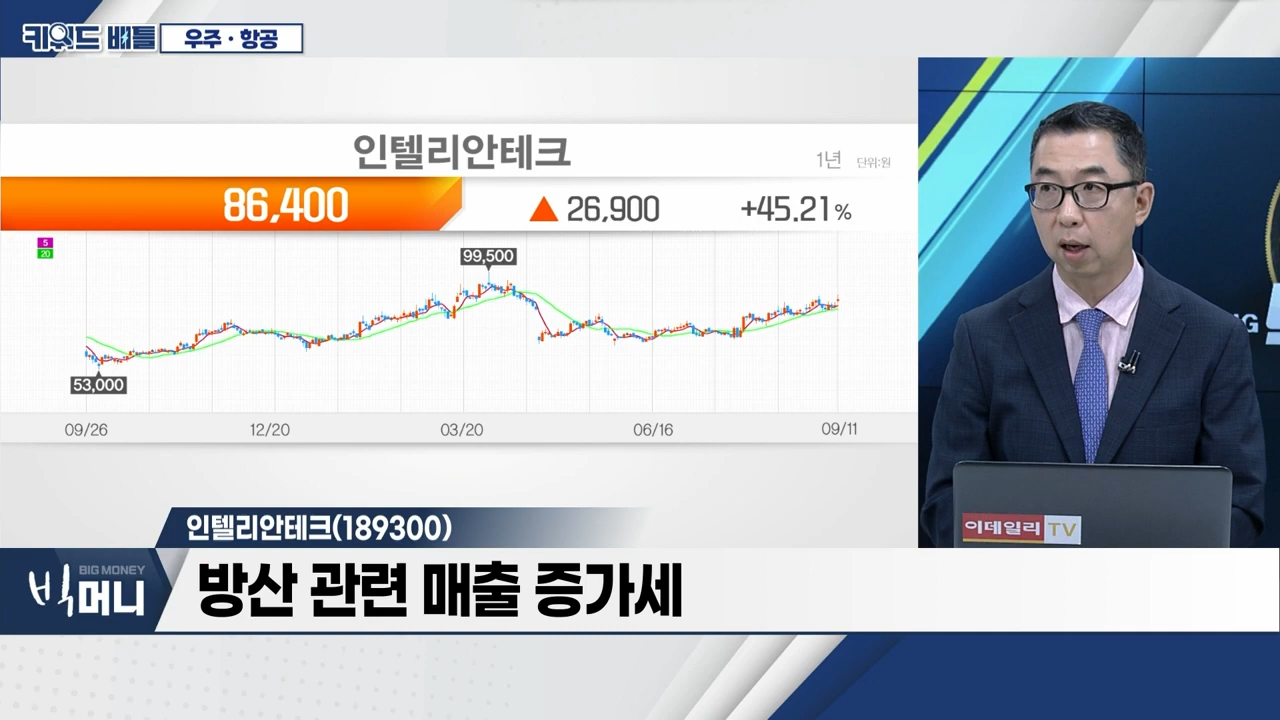 키워드 배틀
우주·항공
인텔리안테크
1년 단위:원
86,400 ▲ 26,900 +45.21%
5
20
99,500
53,000
09/26 12/20 03/20 06/16 09/11
이데일리 TV
인텔리안테크(189300)
BIG MONEY
빅머니
방산 관련 매출 증가세